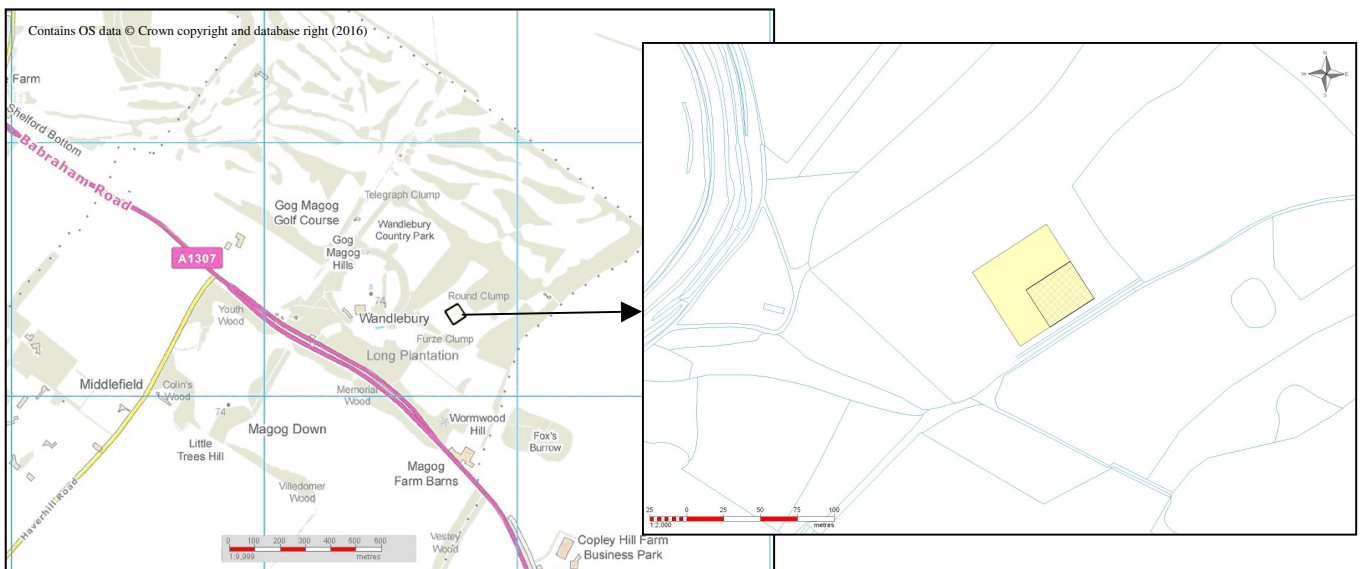 Contains OS data © Crown copyright and database right (2016)
e Farm
Shelford Bottom
Babraham Road
A1307
Telegraph Clump
Gog Magog
Golf Course
Wandlebury
Country Park
Gog
Magog
Hills
74
Round Clump
Youth
Wood
Wandlebury
Furze Clump
Long Plantation
Middlefield
Colin's
Wood
Memorial
Wood
74
Wormwood
Hill
Magog Down
Little
Trees Hill
Fox's
Burrow
Magog
Farm Barns
Villedomer
Wood
Haverhill Road
Vestey
Wood
Copley Hill Farm
Business Park
0 100 200 300 400 500 600
1:9,999 metres
N
W E
S
25 0 25 50 75 100
1:2,000 metres